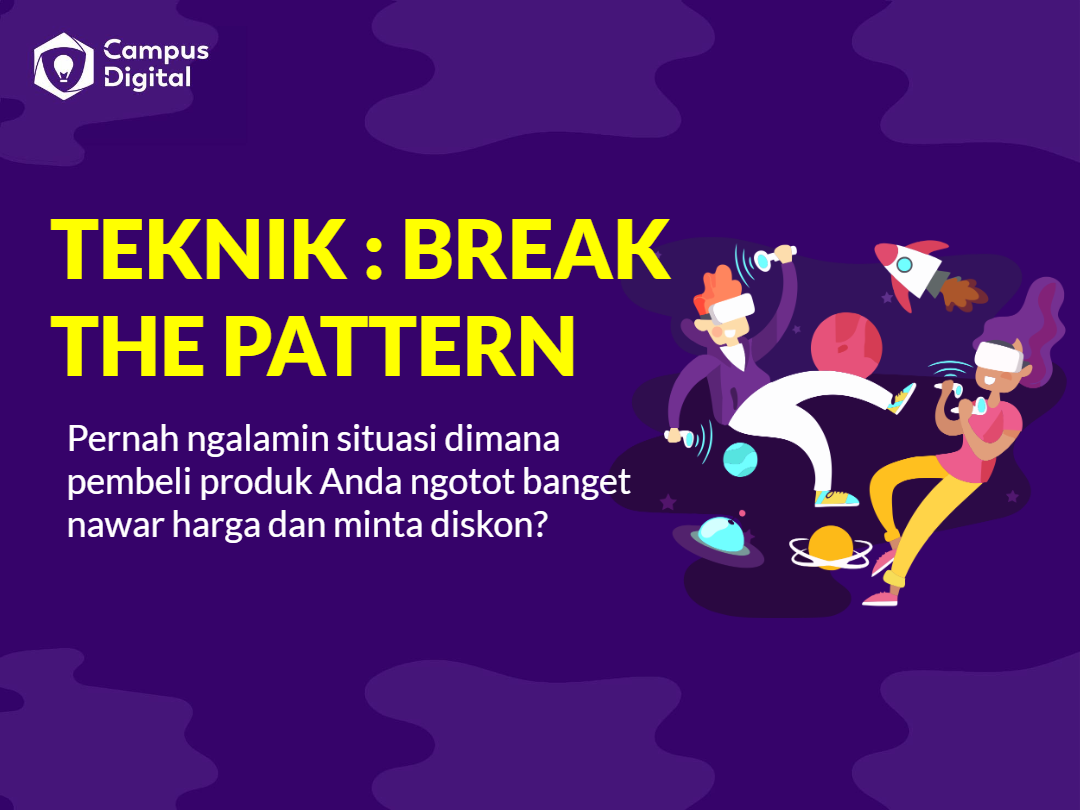 Campus
Digital
TEKNIK : BREAK
THE PATTERN
Pernah ngalamin situasi dimana
pembeli produk Anda ngotot banget
nawar harga dan minta diskon?